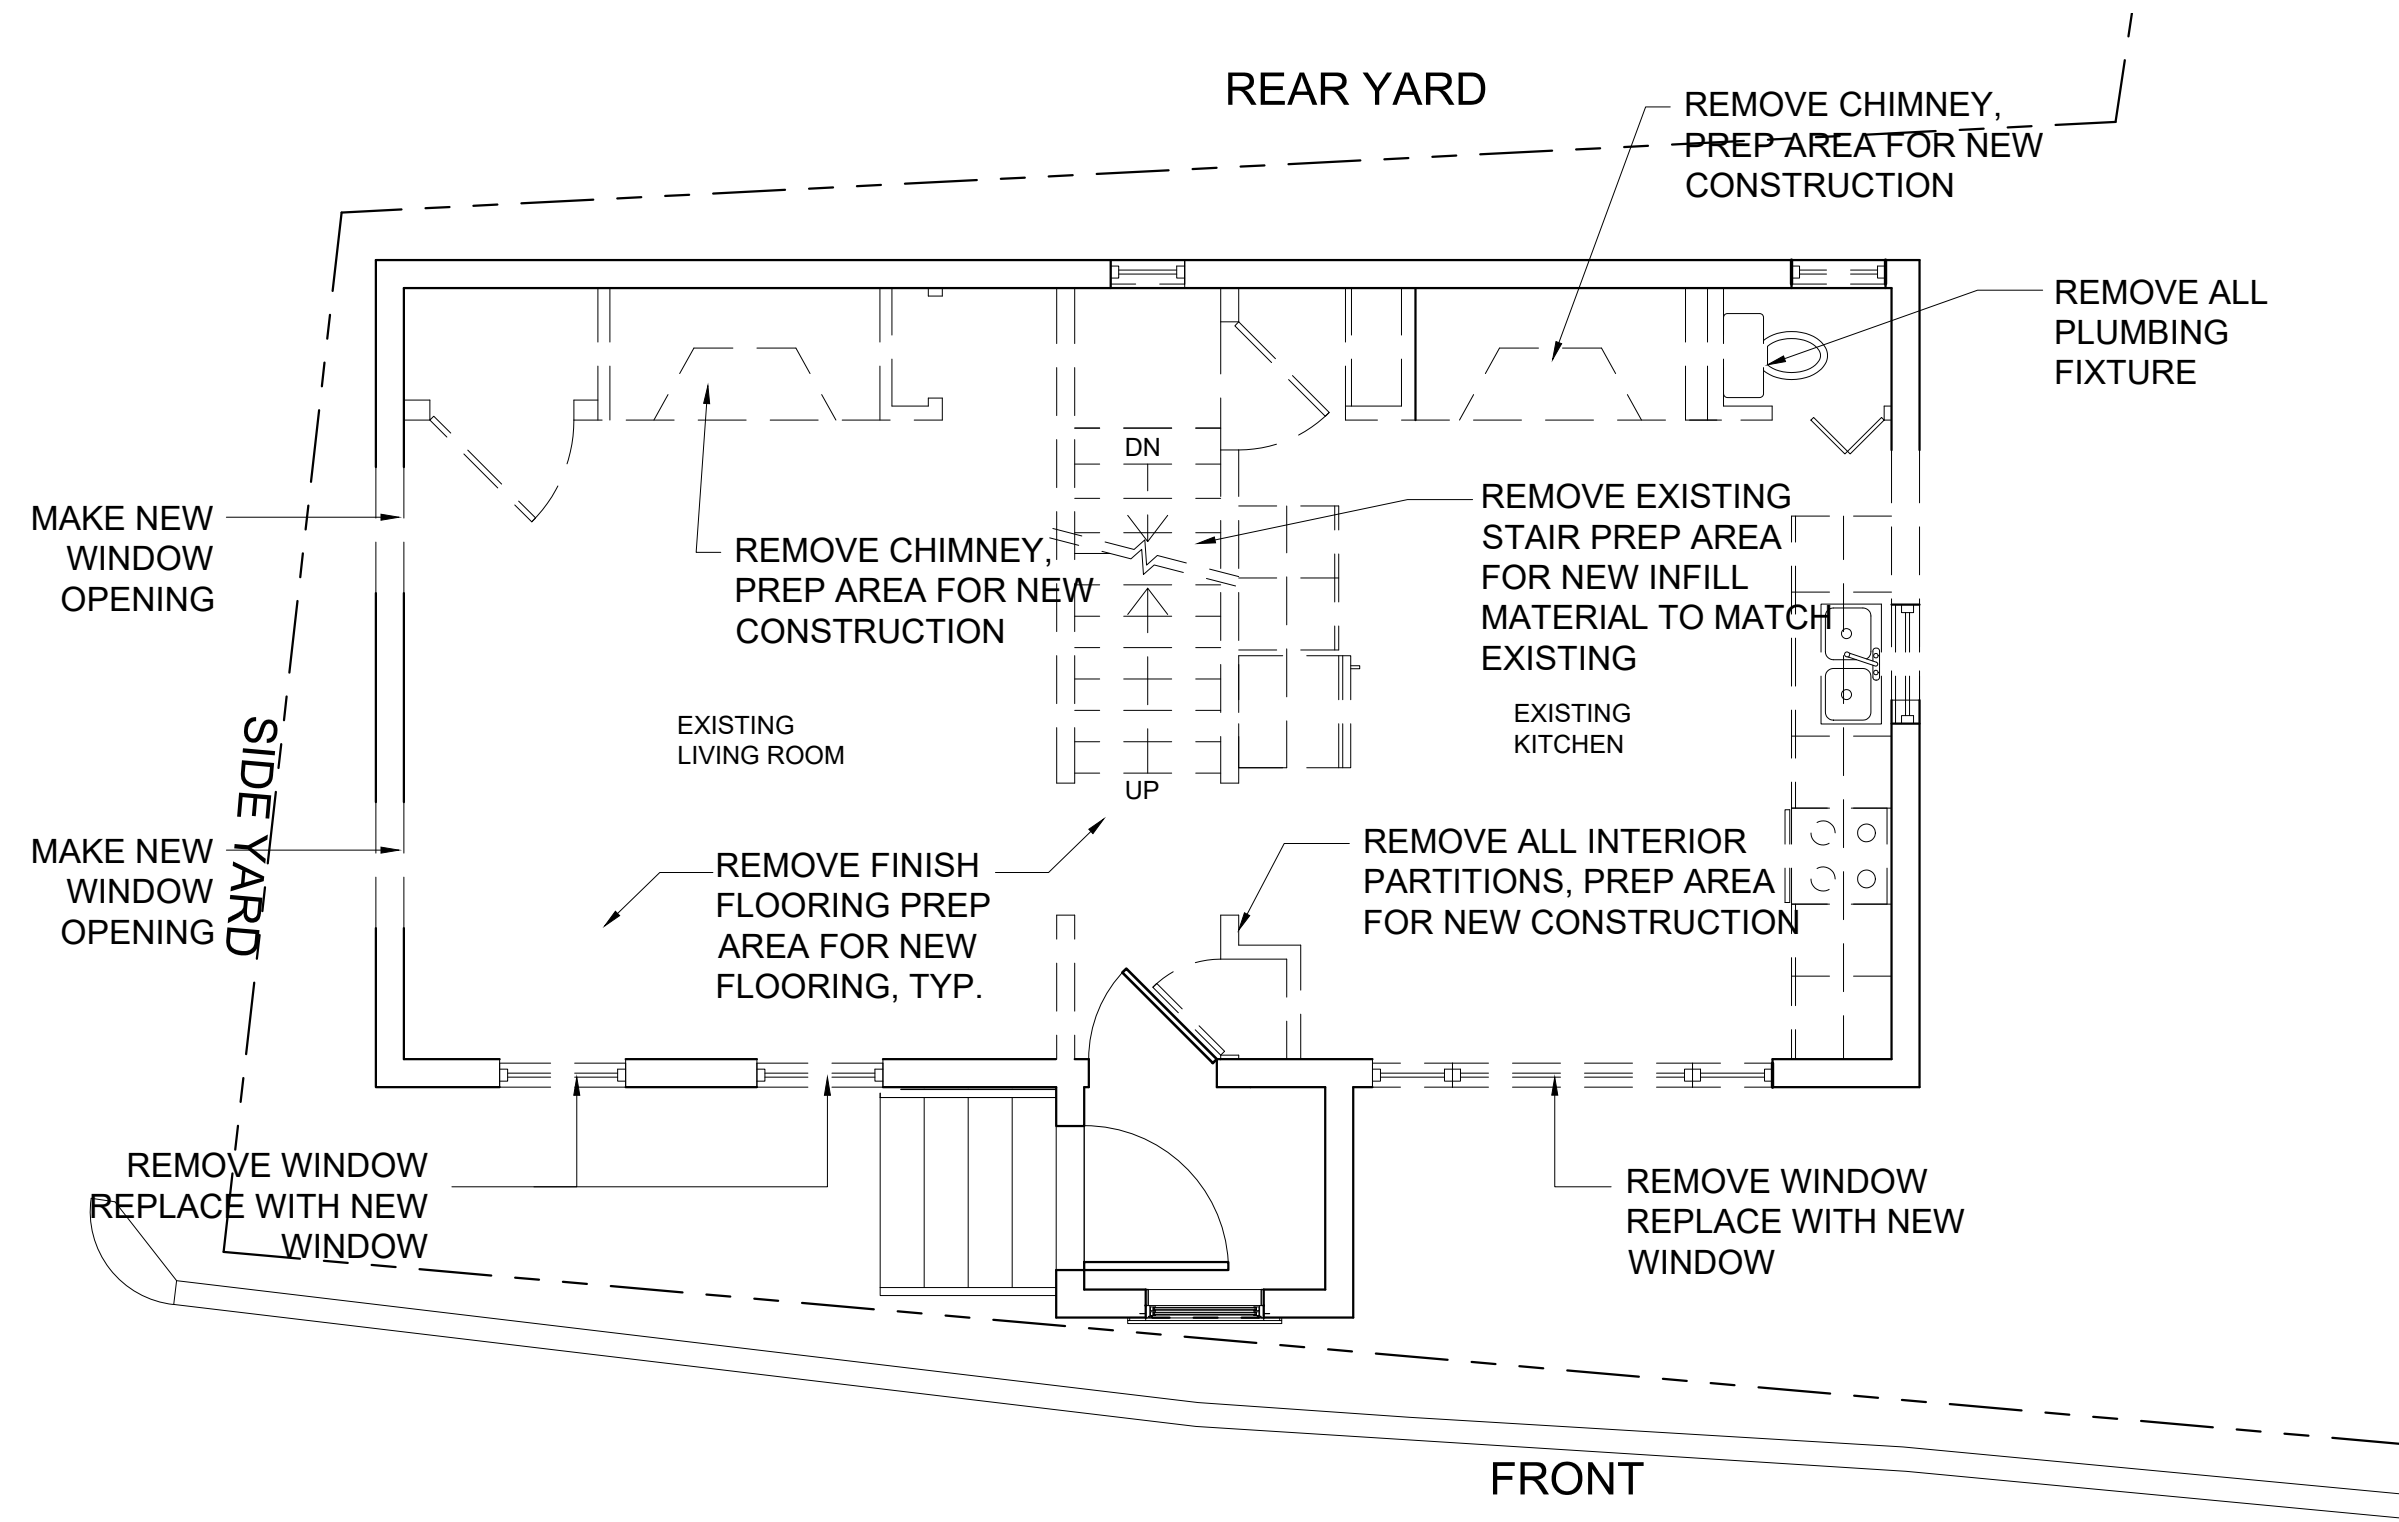 REAR YARD
REMOVE CHIMNEY,
PREP AREA FOR NEW
CONSTRUCTION
REMOVE ALL
PLUMBING
FIXTURE
DN
REMOVE EXISTING
STAIR PREP AREA
FOR NEW INFILL
MATERIAL TO MATCH
EXISTING
MAKE NEW
WINDOW
OPENING
REMOVE CHIMNEY,
PREP AREA FOR NEW
CONSTRUCTION
EXISTING
LIVING ROOM
EXISTING
KITCHEN
UP
SIDE YARD
MAKE NEW
WINDOW
OPENING
REMOVE FINISH
FLOORING PREP
AREA FOR NEW
FLOORING, TYP.
REMOVE ALL INTERIOR
PARTITIONS, PREP AREA
FOR NEW CONSTRUCTION
REMOVE WINDOW
REPLACE WITH NEW
WINDOW
REMOVE WINDOW
REPLACE WITH NEW
WINDOW
FRONT